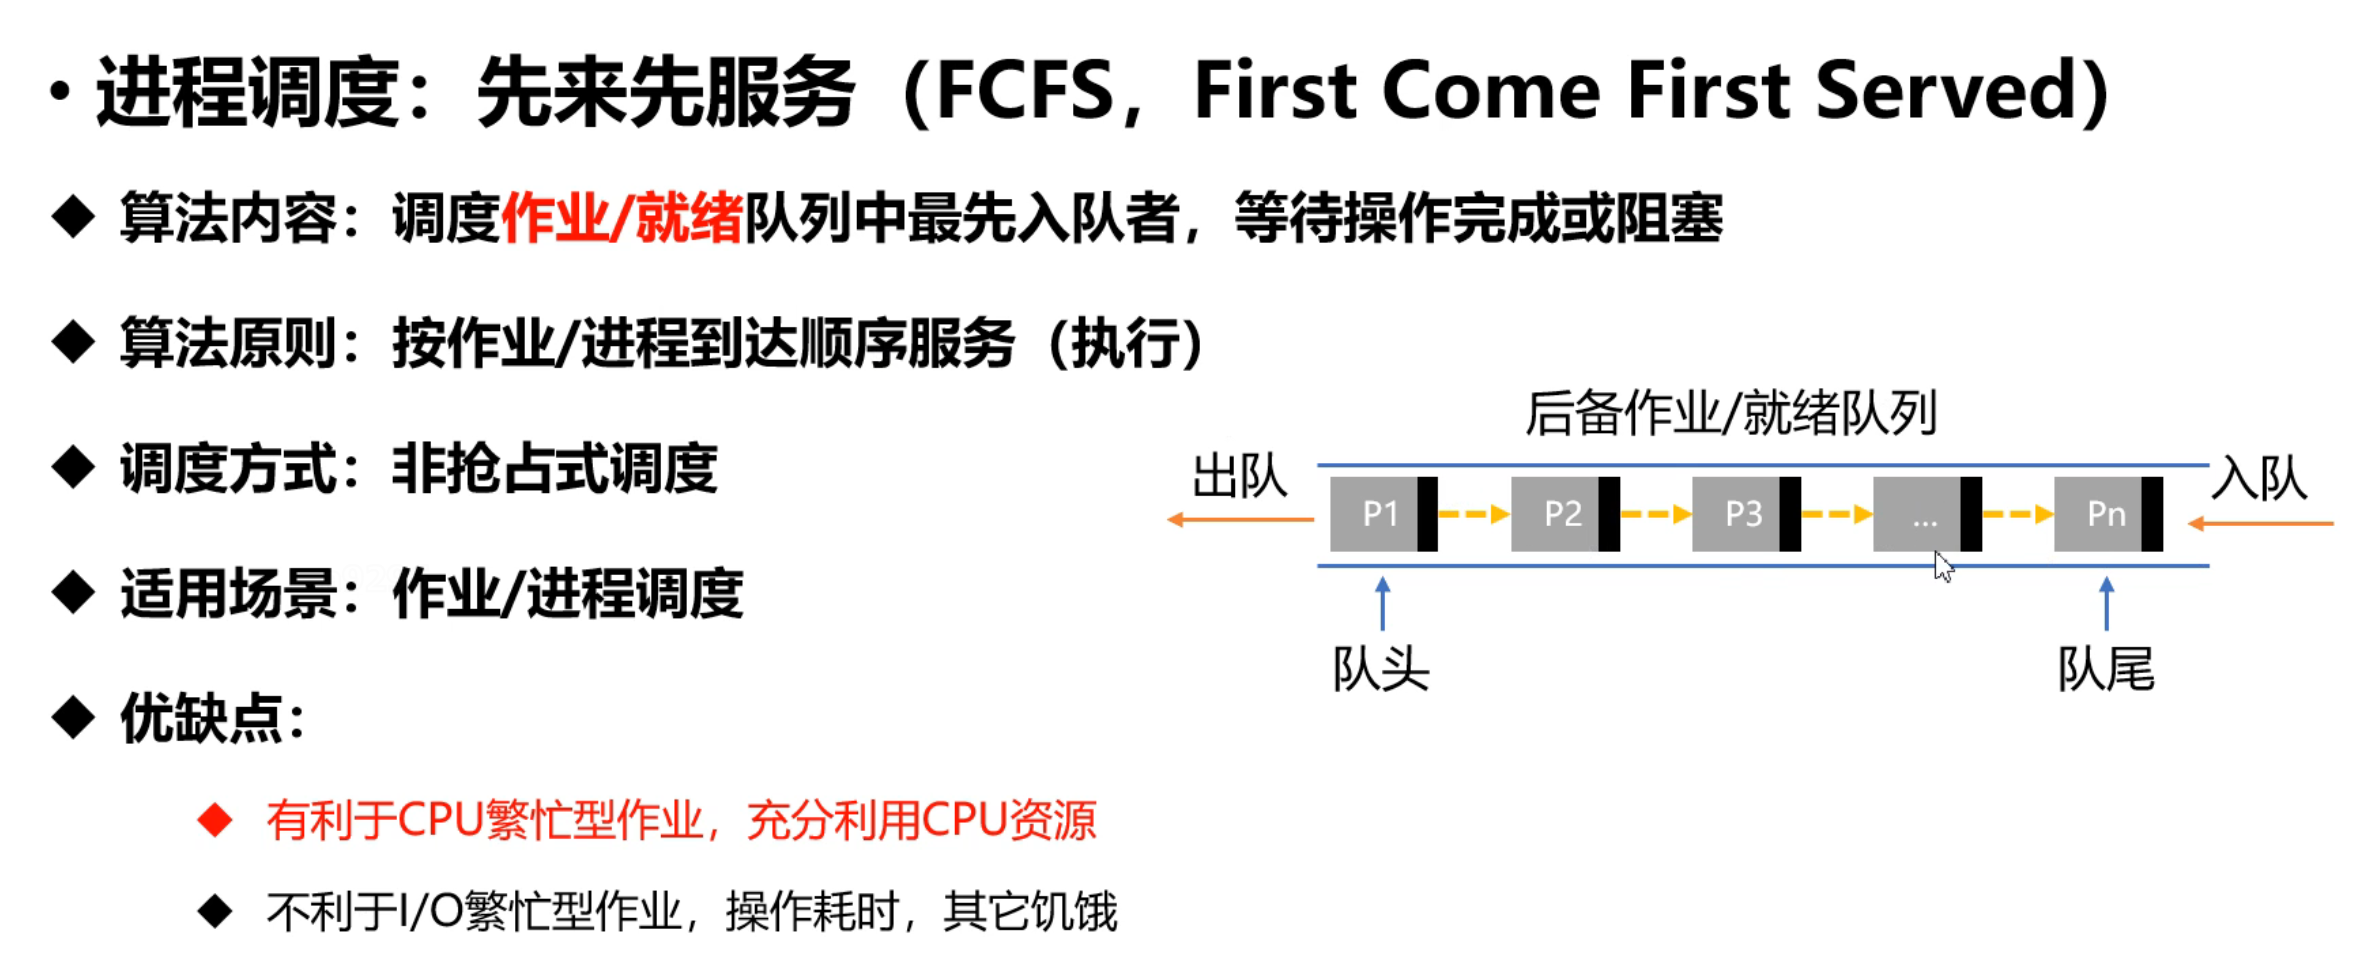 • 进程调度：先来先服务（FCFS，First Come First Served）
◆ 算法内容：调度作业/就绪队列中最先入队者，等待操作完成或阻塞
◆ 算法原则：按作业/进程到达顺序服务（执行）
◆ 调度方式：非抢占式调度
◆ 适用场景：作业/进程调度
◆ 优缺点：
◆ 有利于CPU繁忙型作业，充分利用CPU资源
◆ 不利于I/O繁忙型作业，操作耗时，其它饥饿
后备作业/就绪队列
出队
P1 P2 P3 ... Pn
入队
队头
队尾